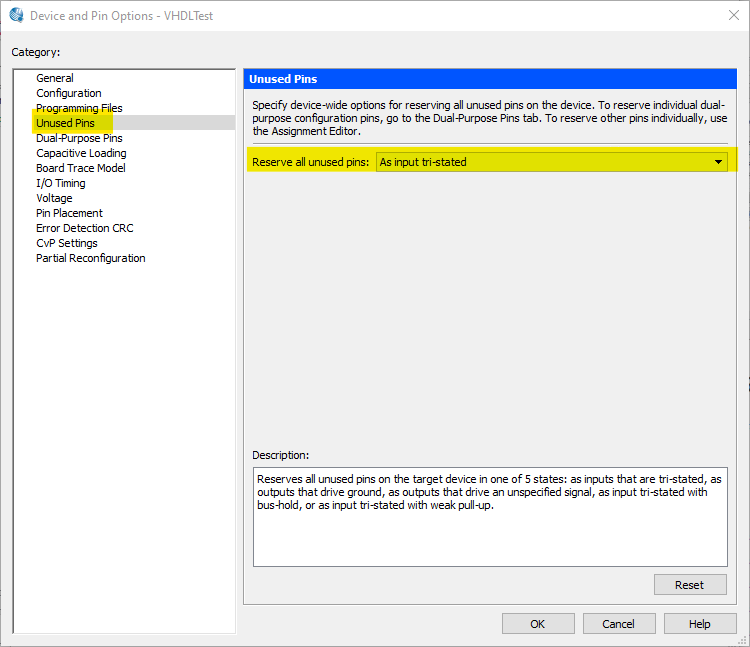 Device and Pin Options - VHDLTest
Category:
General
Configuration
Programming Files
Unused Pins
Dual-Purpose Pins
Capacitive Loading
Board Trace Model
I/O Timing
Voltage
Pin Placement
Error Detection CRC
CvP Settings
Partial Reconfiguration
Unused Pins
Specify device-wide options for reserving all unused pins on the device. To reserve individual dual-
purpose configuration pins, go to the Dual-Purpose Pins tab. To reserve other pins individually, use
the Assignment Editor.
Reserve all unused pins: As input tri-stated
Description:
Reserves all unused pins on the target device in one of 5 states: as inputs that are tri-stated, as
outputs that drive ground, as outputs that drive an unspecified signal, as input tri-stated with
bus-hold, or as input tri-stated with weak pull-up.
Reset
OK Cancel Help